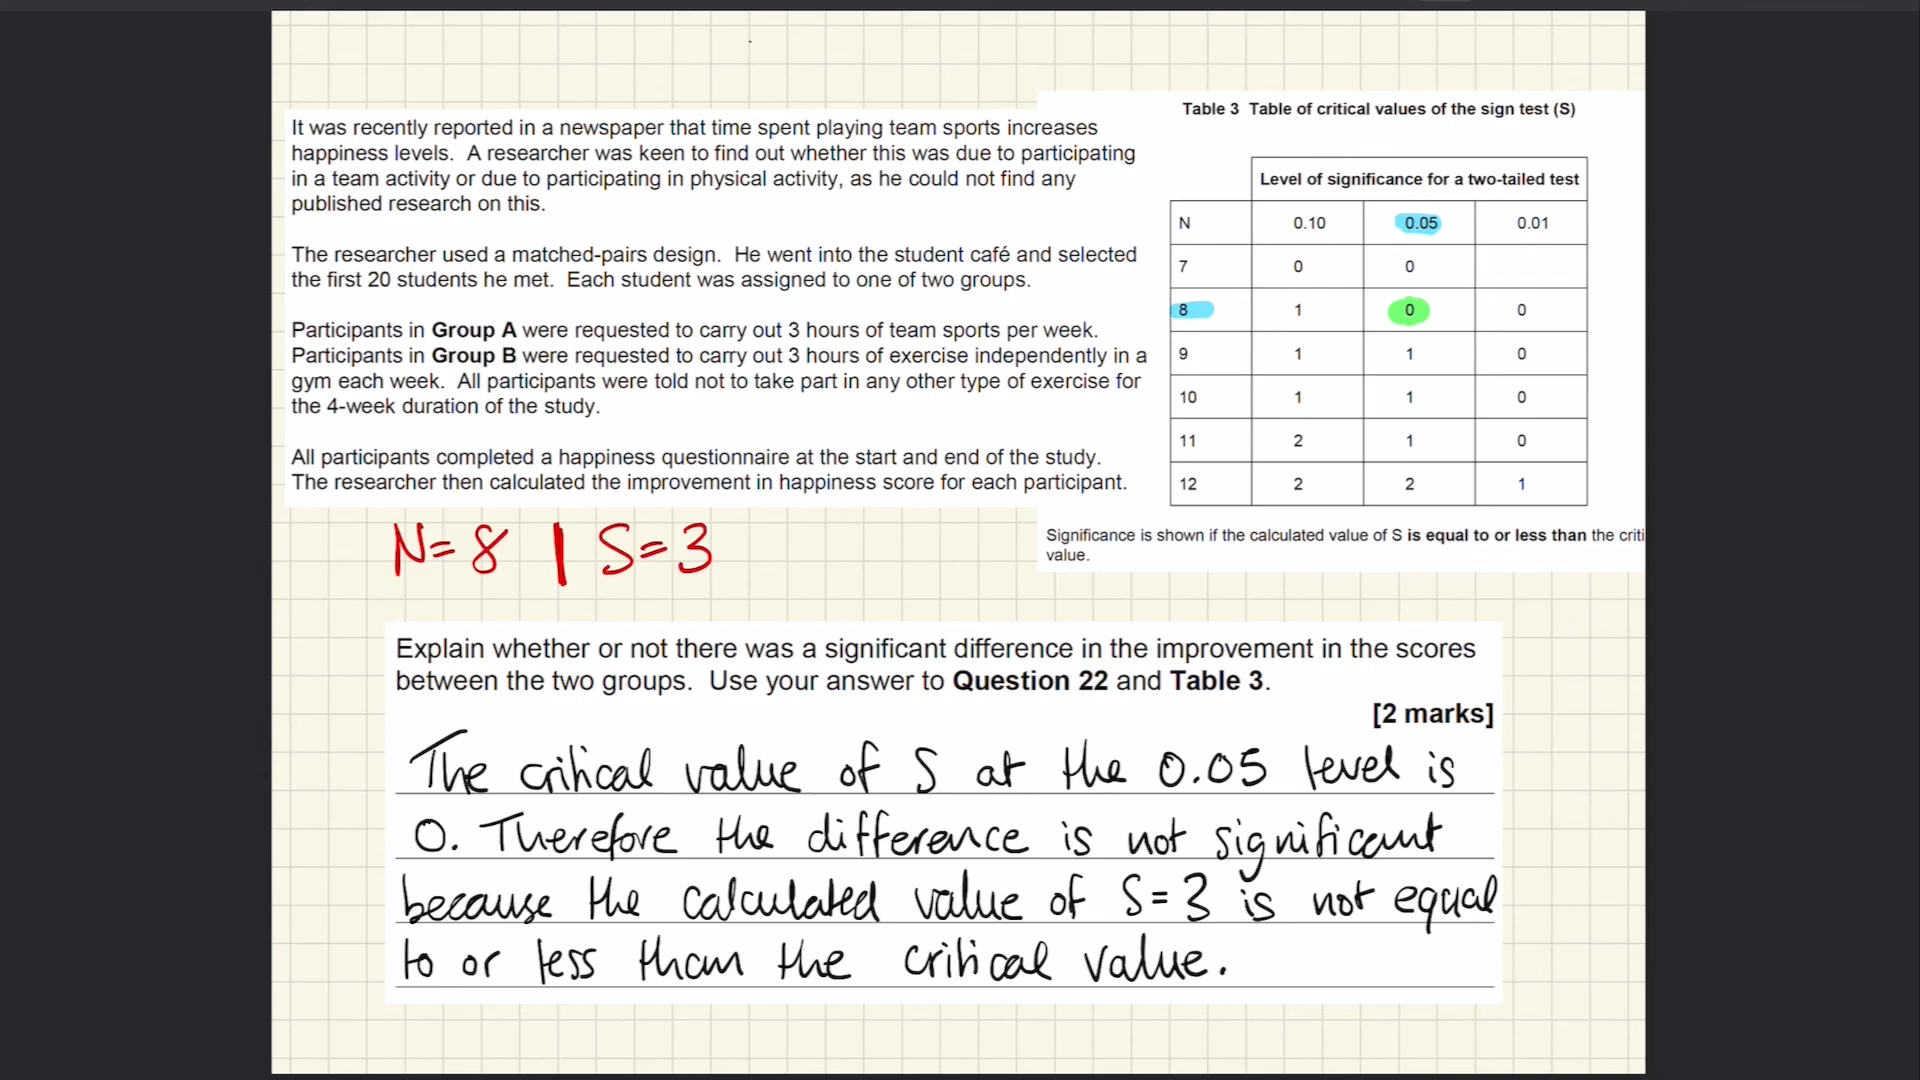 It was recently reported in a newspaper that time spent playing team sports increases
happiness levels. A researcher was keen to find out whether this was due to participating
in a team activity or due to participating in physical activity, as he could not find any
published research on this.
The researcher used a matched-pairs design. He went into the student café and selected
the first 20 students he met. Each student was assigned to one of two groups.
Participants in Group A were requested to carry out 3 hours of team sports per week.
Participants in Group B were requested to carry out 3 hours of exercise independently in a
gym each week. All participants were told not to take part in any other type of exercise for
the 4-week duration of the study.
All participants completed a happiness questionnaire at the start and end of the study.
The researcher then calculated the improvement in happiness score for each participant.
Table 3 Table of critical values of the sign test (S)
Level of significance for a two-tailed test
N 0.10 0.05 0.01
7 0 0
8 1 0 0
9 1 1 0
10 1 1 0
11 2 1 0
12 2 2 1
Significance is shown if the calculated value of S is equal to or less than the criti
value.
N=8 | S=3
Explain whether or not there was a significant difference in the improvement in the scores
between the two groups. Use your answer to Question 22 and Table 3.
[2 marks]
The critical value of S at the 0.05 level is
0. Therefore the difference is not significant
because the calculated value of S=3 is not equal
to or less than the critical value.